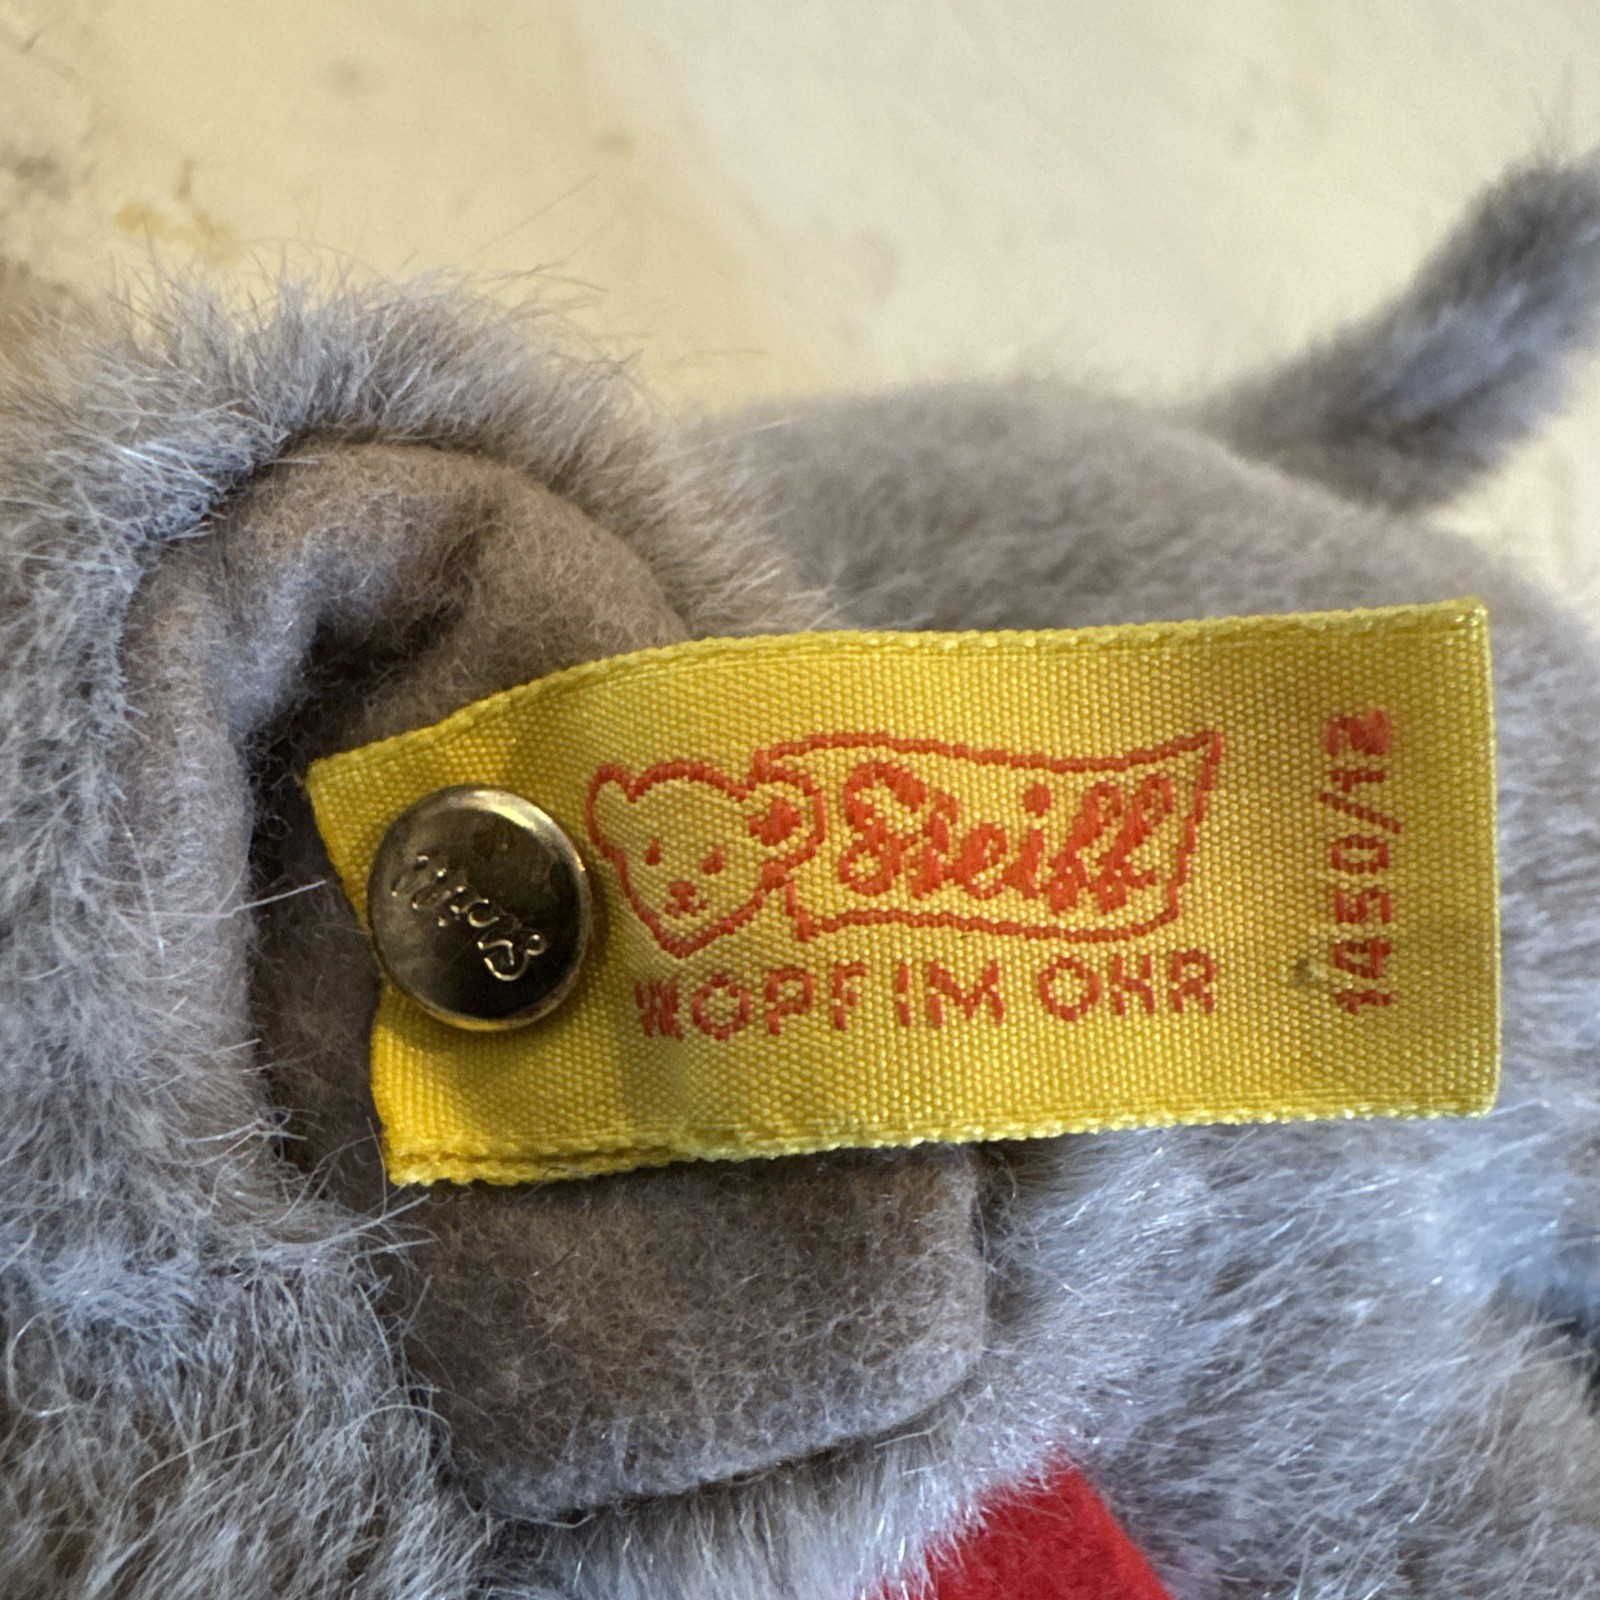 Steiff
Steiff
KNOPF IM OHR
1450/12